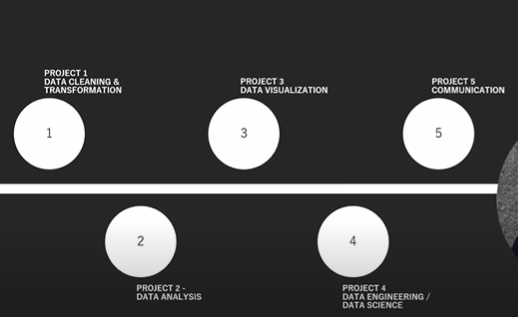 PROJECT 1
DATA CLEANING &
TRANSFORMATION
1
PROJECT 3
DATA VISUALIZATION
3
PROJECT 5
COMMUNICATION
5
2
PROJECT 2 -
DATA ANALYSIS
4
PROJECT 4
DATA ENGINEERING /
DATA SCIENCE